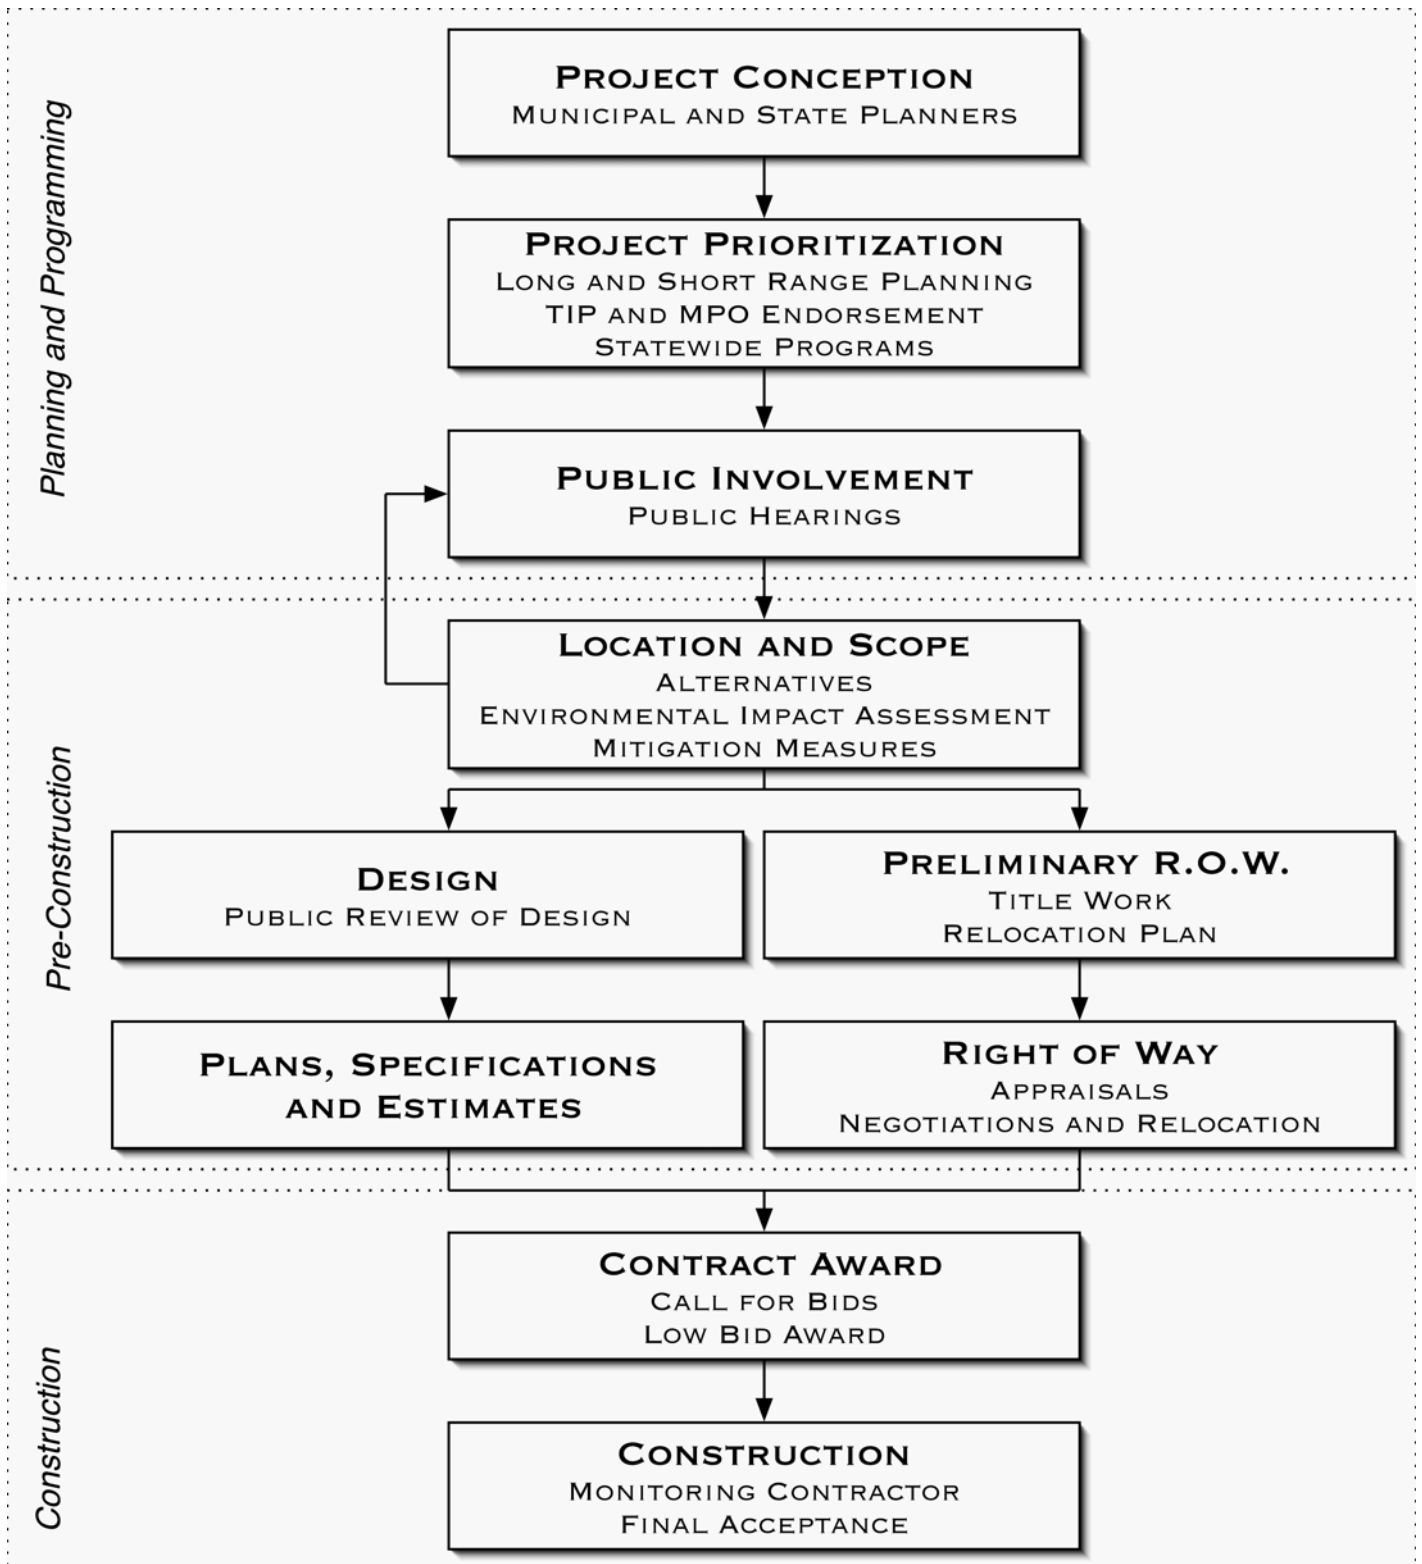 Planning and Programming
PROJECT CONCEPTION
MUNICIPAL AND STATE PLANNERS
PROJECT PRIORITIZATION
LONG AND SHORT RANGE PLANNING
TIP AND MPO ENDORSEMENT
STATEWIDE PROGRAMS
PUBLIC INVOLVEMENT
PUBLIC HEARINGS
Pre-Construction
LOCATION AND SCOPE
ALTERNATIVES
ENVIRONMENTAL IMPACT ASSESSMENT
MITIGATION MEASURES
DESIGN
PUBLIC REVIEW OF DESIGN
PRELIMINARY R.O.W.
TITLE WORK
RELOCATION PLAN
PLANS, SPECIFICATIONS
AND ESTIMATES
RIGHT OF WAY
APPRAISALS
NEGOTIATIONS AND RELOCATION
Construction
CONTRACT AWARD
CALL FOR BIDS
LOW BID AWARD
CONSTRUCTION
MONITORING CONTRACTOR
FINAL ACCEPTANCE